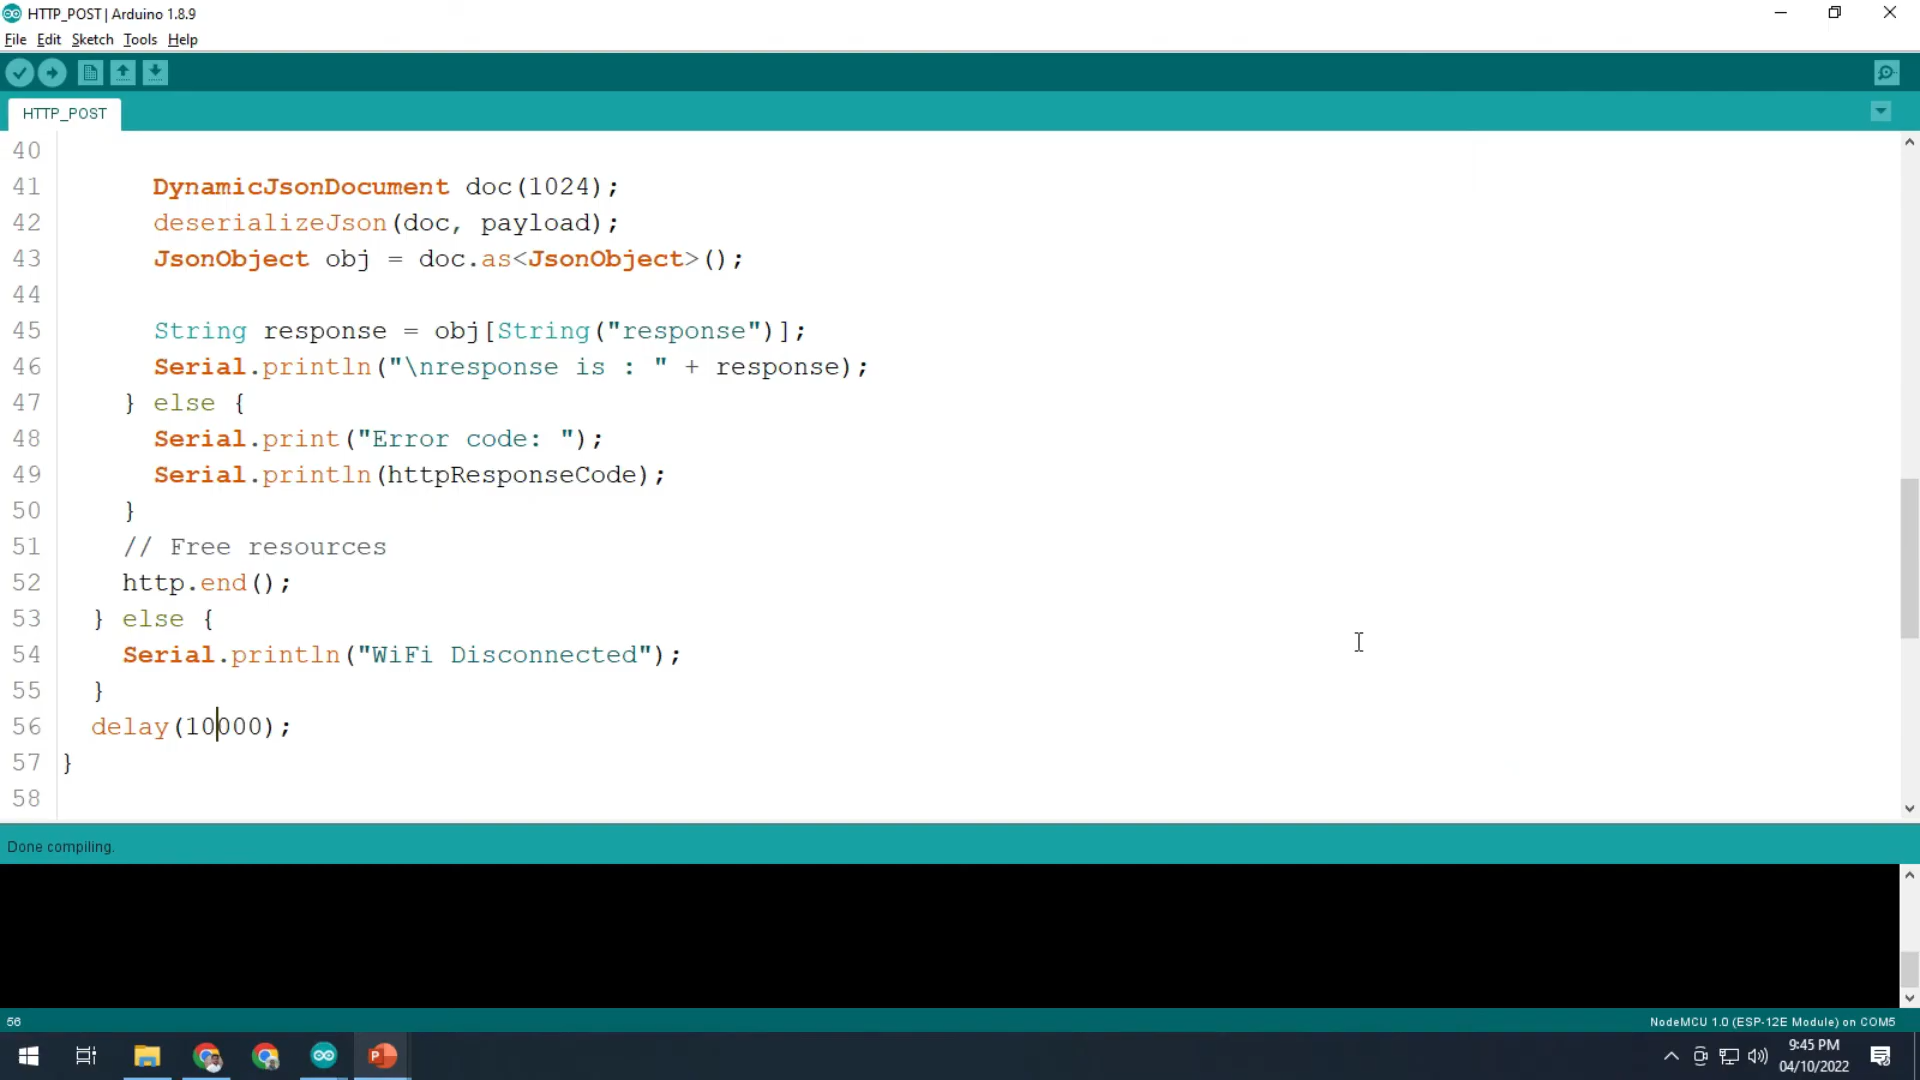 HTTP_POST | Arduino 1.8.9
File Edit Sketch Tools Help
HTTP_POST
40
41 DynamicJsonDocument doc(1024);
42 deserializeJson(doc, payload);
43 JsonObject obj = doc.as<JsonObject>();
44
45 String response = obj[String("response")];
46 Serial.println("\nresponse is : " + response);
47 } else {
48 Serial.print("Error code: ");
49 Serial.println(httpResponseCode);
50 }
51 // Free resources
52 http.end();
53 } else {
54 Serial.println("WiFi Disconnected");
55 }
56 delay(10000);
57 }
58
Done compiling.
56 NodeMCU 1.0 (ESP-12E Module) on COM5
9:45 PM
04/10/2022